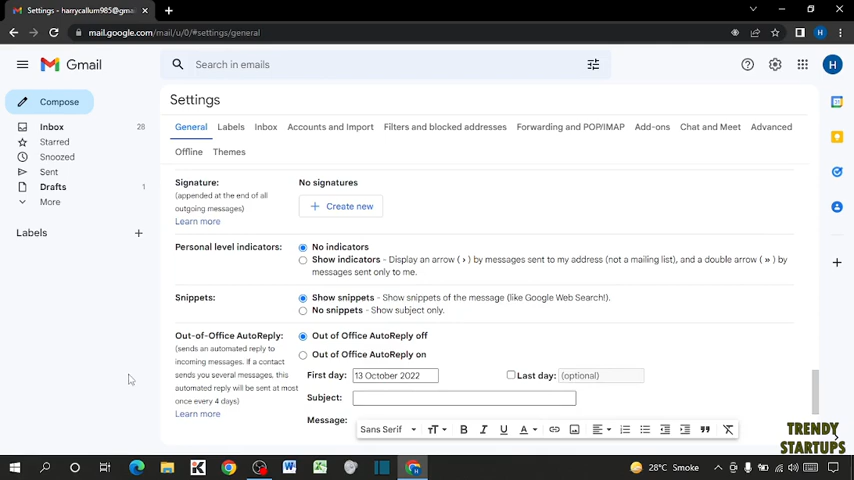 Settings - harrycallum985@gma
mail.google.com/mail/u/0/#settings/general
Gmail
Search in emails
H
Compose
Inbox 28
Starred
Snoozed
Sent
Drafts 1
More
Labels
Settings
General Labels Inbox Accounts and Import Filters and blocked addresses Forwarding and POP/IMAP Add-ons Chat and Meet Advanced
Offline Themes
Signature: No signatures
(appended at the end of all
outgoing messages)
Create new
Learn more
Personal level indicators: No indicators
Show indicators - Display an arrow ( › ) by messages sent to my address (not a mailing list), and a double arrow ( » ) by
messages sent only to me.
Snippets: Show snippets - Show snippets of the message (like Google Web Search!).
No snippets - Show subject only.
Out-of-Office AutoReply: Out of Office AutoReply off
(sends an automated reply to
incoming messages. If a contact
sends you several messages, this
automated reply will be sent at most
once every 4 days)
Learn more
Out of Office AutoReply on
First day: 13 October 2022 Last day: (optional)
Subject:
Message:
Sans Serif
TRENDY
STARTUPS
28°C Smoke